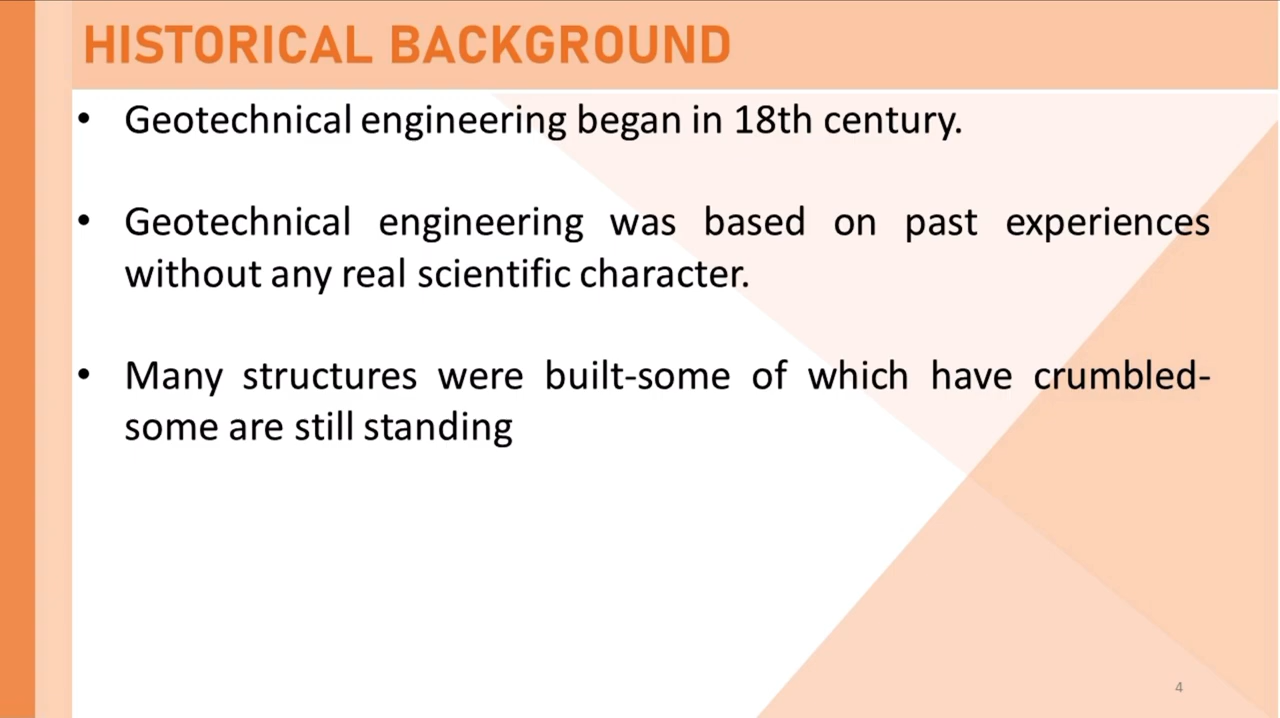 HISTORICAL BACKGROUND
• Geotechnical engineering began in 18th century.
• Geotechnical engineering was based on past experiences
without any real scientific character.
• Many structures were built-some of which have crumbled-
some are still standing
4